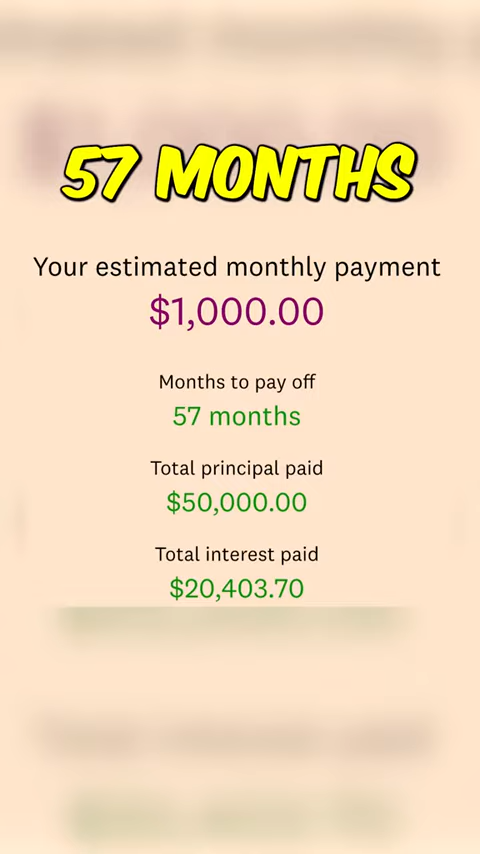 57 MONTHS
Your estimated monthly payment
$1,000.00
Months to pay off
57 months
Total principal paid
$50,000.00
Total interest paid
$20,403.70